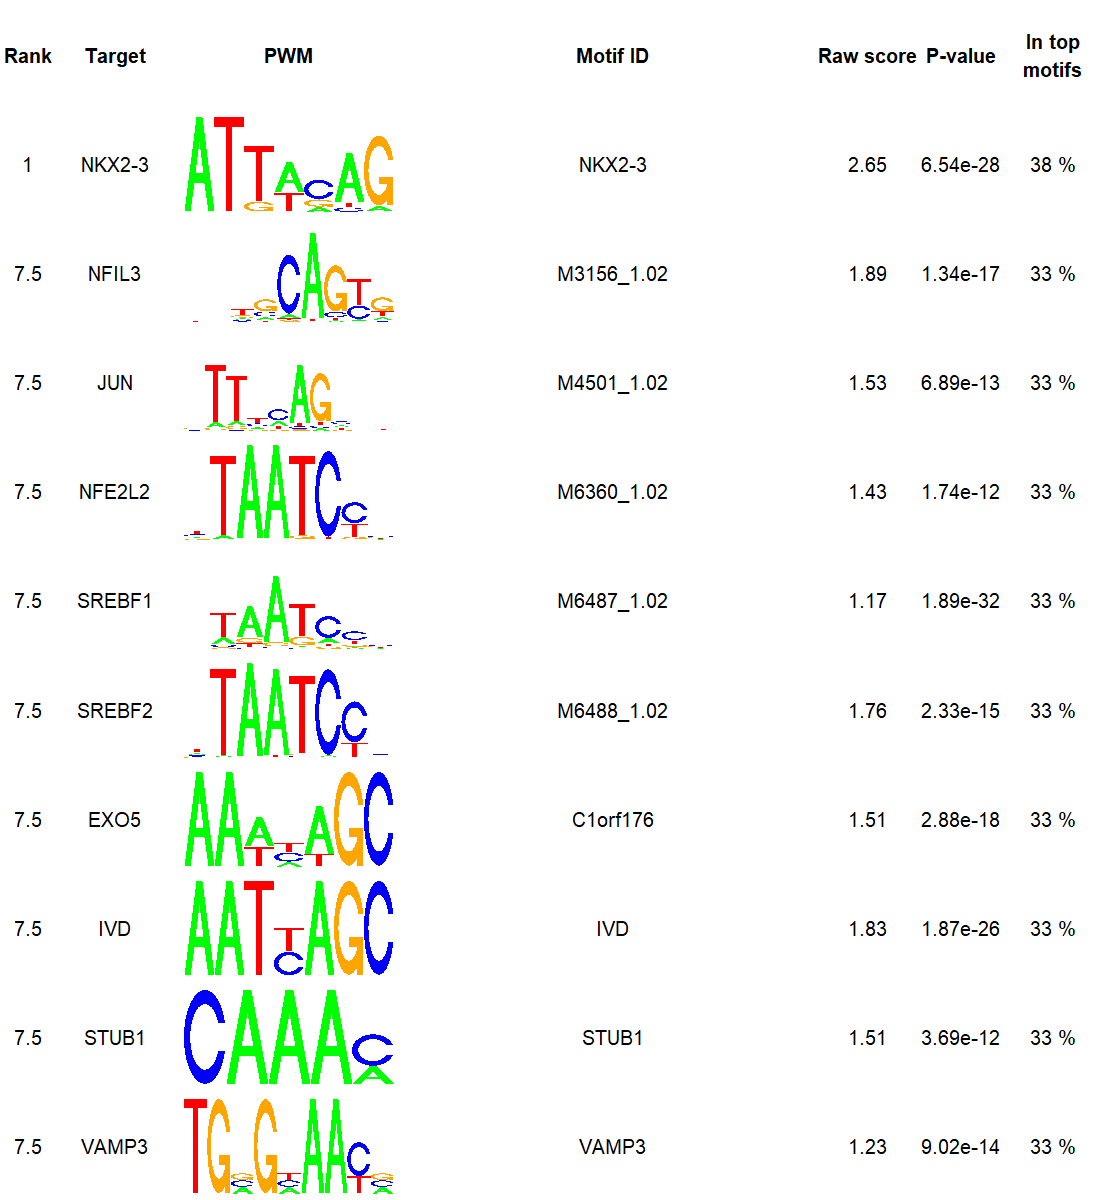 Rank Target PWM Motif ID Raw score P-value In top motifs
1 NKX2-3 NKX2-3 2.65 6.54e-28 38 %
7.5 NFIL3 M3156_1.02 1.89 1.34e-17 33 %
7.5 JUN M4501_1.02 1.53 6.89e-13 33 %
7.5 NFE2L2 M6360_1.02 1.43 1.74e-12 33 %
7.5 SREBF1 M6487_1.02 1.17 1.89e-32 33 %
7.5 SREBF2 M6488_1.02 1.76 2.33e-15 33 %
7.5 EXO5 C1orf176 1.51 2.88e-18 33 %
7.5 IVD IVD 1.83 1.87e-26 33 %
7.5 STUB1 STUB1 1.51 3.69e-12 33 %
7.5 VAMP3 VAMP3 1.23 9.02e-14 33 %